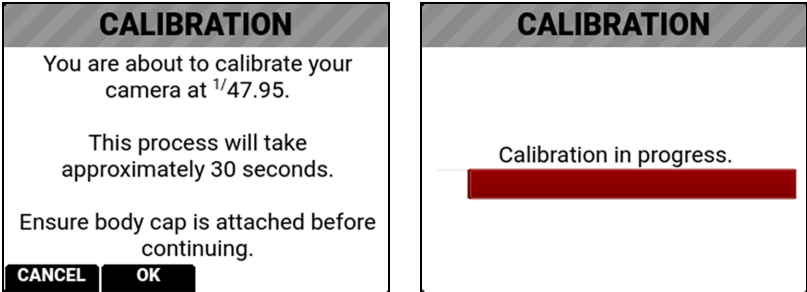 CALIBRATION
You are about to calibrate your
camera at 1/47.95.
This process will take
approximately 30 seconds.
Ensure body cap is attached before
continuing.
CANCEL OK
CALIBRATION
Calibration in progress.